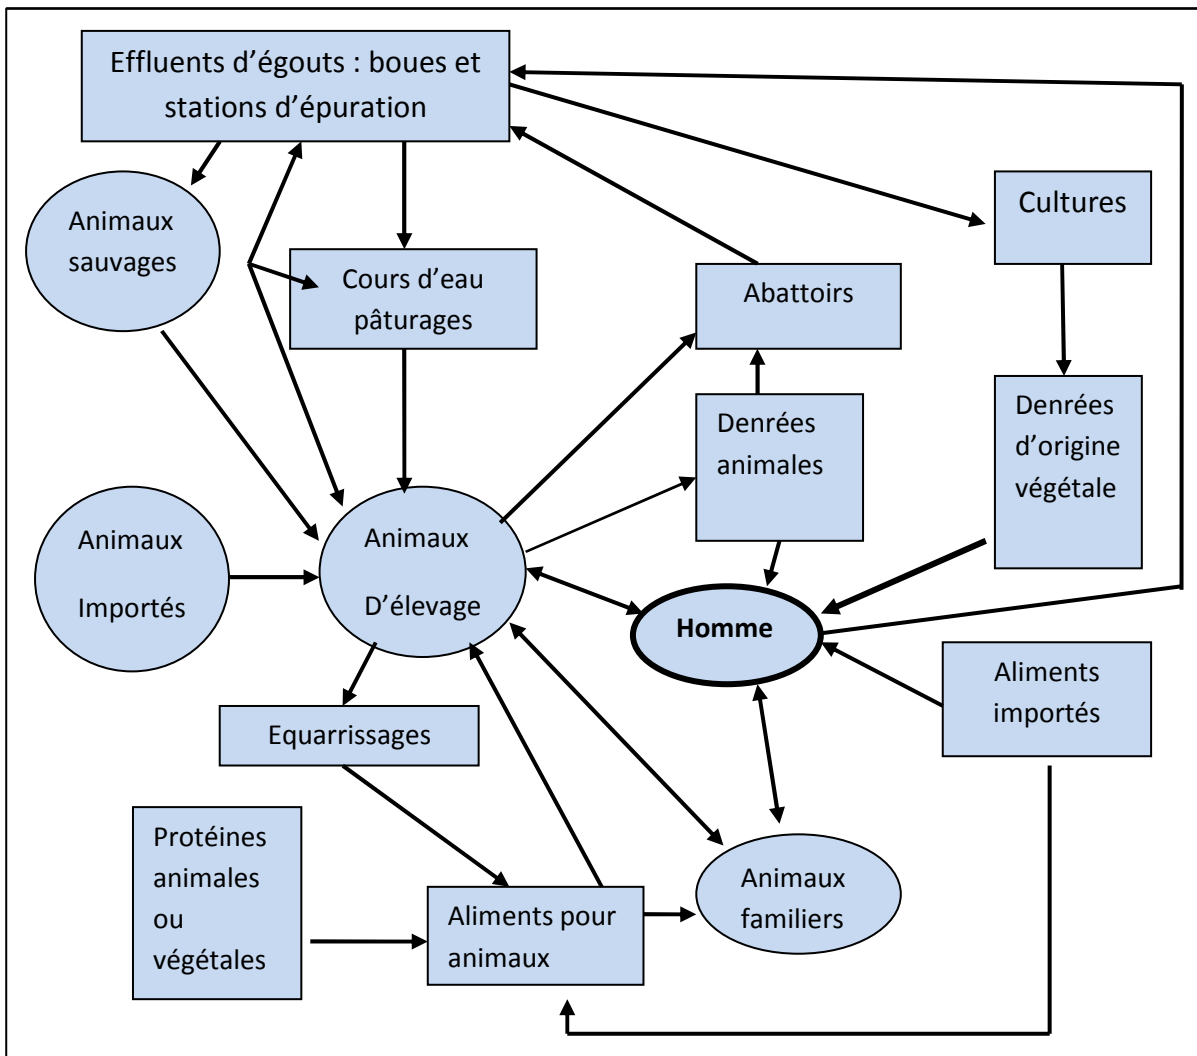 Effluents d'égouts : boues et
stations d'épuration
Animaux
sauvages
Cours d'eau
pâturages
Abattoirs
Cultures
Denrées
animales
Denrées
d'origine
végétale
Animaux
Importés
Animaux
D'élevage
Homme
Aliments
importés
Equarrissages
Protéines
animales
ou
végétales
Aliments pour
animaux
Animaux
familiers